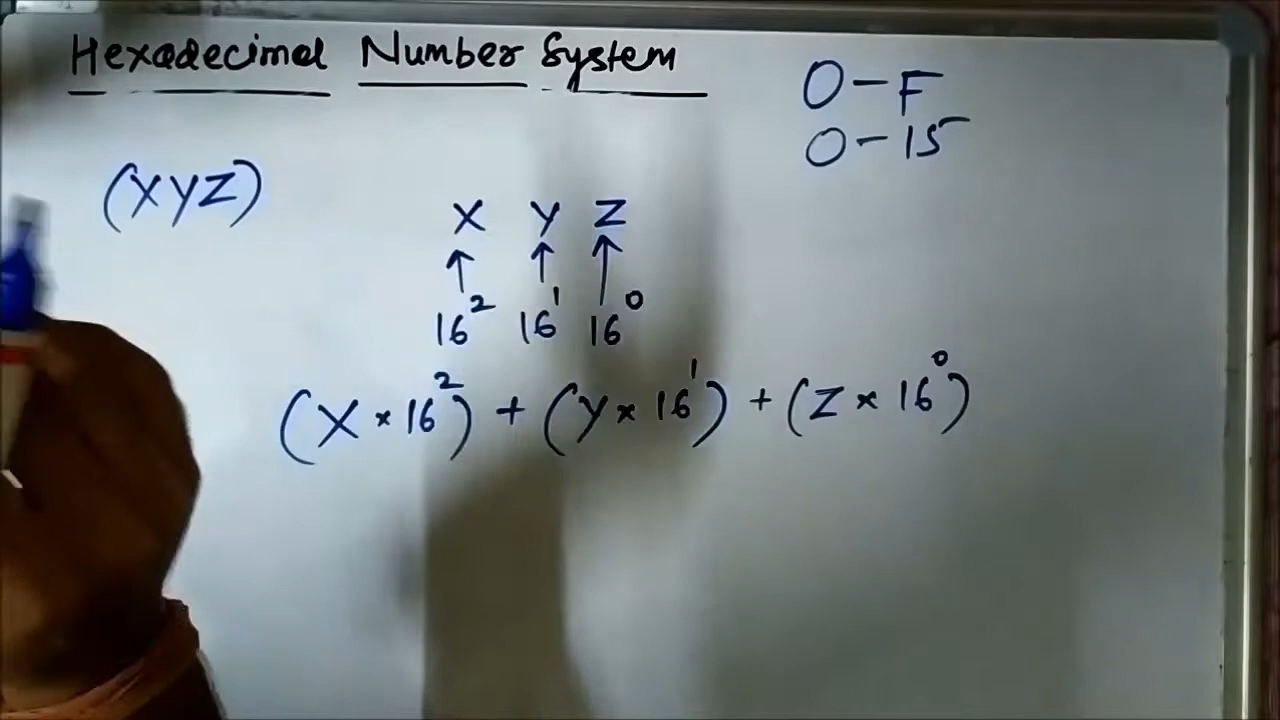 Hexadecimal Number System
0-F
0-15
(XYZ)
X Y Z
↑ ↑ ↑
16² 16¹ 16⁰
(X × 16²) + (Y × 16¹) + (Z × 16⁰)